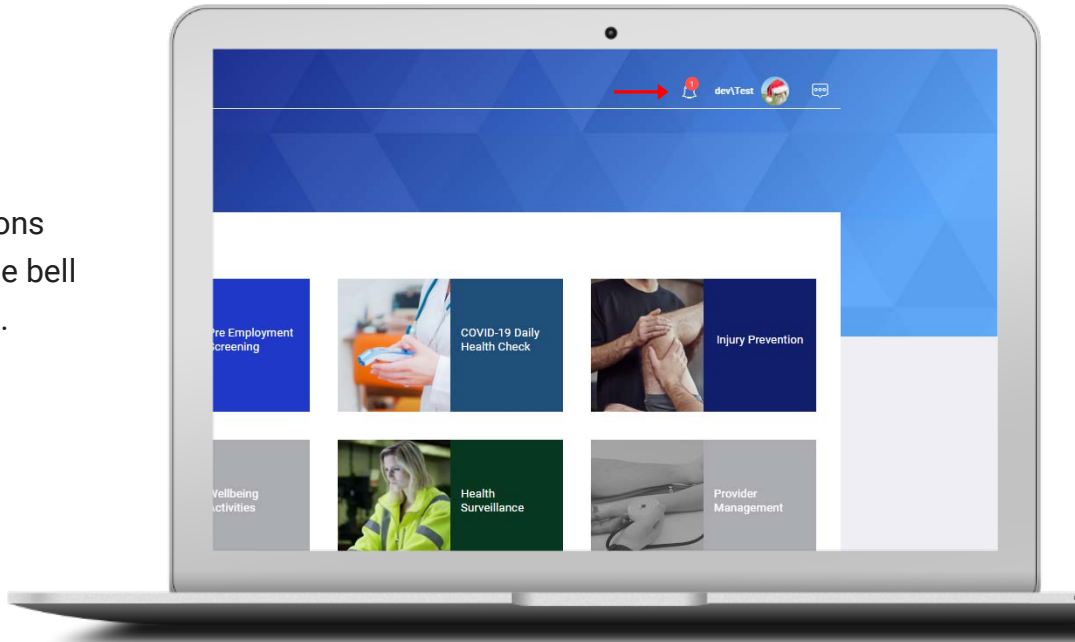 ons
e bell
.
1
dev\Test
Pre Employment
Screening
COVID-19 Daily
Health Check
Injury Prevention
Wellbeing
Activities
Health
Surveillance
Provider
Management